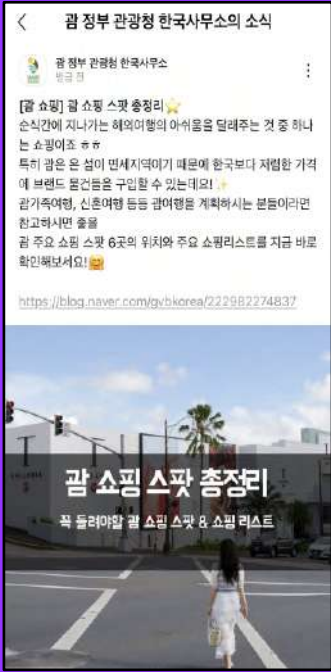 괌 정부 관광청 한국사무소의 소식
괌 정부 관광청 한국사무소
방금 전
[괌 쇼핑] 괌 쇼핑 스팟 총정리⭐
순식간에 지나가는 해외여행의 아쉬움을 달래주는 것 중 하나
는 쇼핑이죠 ㅎㅎ
특히 괌은 온 섬이 면세지역이기 때문에 한국보다 저렴한 가격
에 브랜드 물건들을 구입할 수 있는데요!✨
괌가족여행, 신혼여행 등등 괌여행을 계획하시는 분들이라면
참고하시면 좋을
괌 주요 쇼핑 스팟 6곳의 위치와 주요 쇼핑리스트를 지금 바로
확인해보세요!🤗
https://blog.naver.com/gvbkorea/222982274837
괌 쇼핑 스팟 총정리
꼭 들려야할 괌 쇼핑 스팟 & 쇼핑 리스트